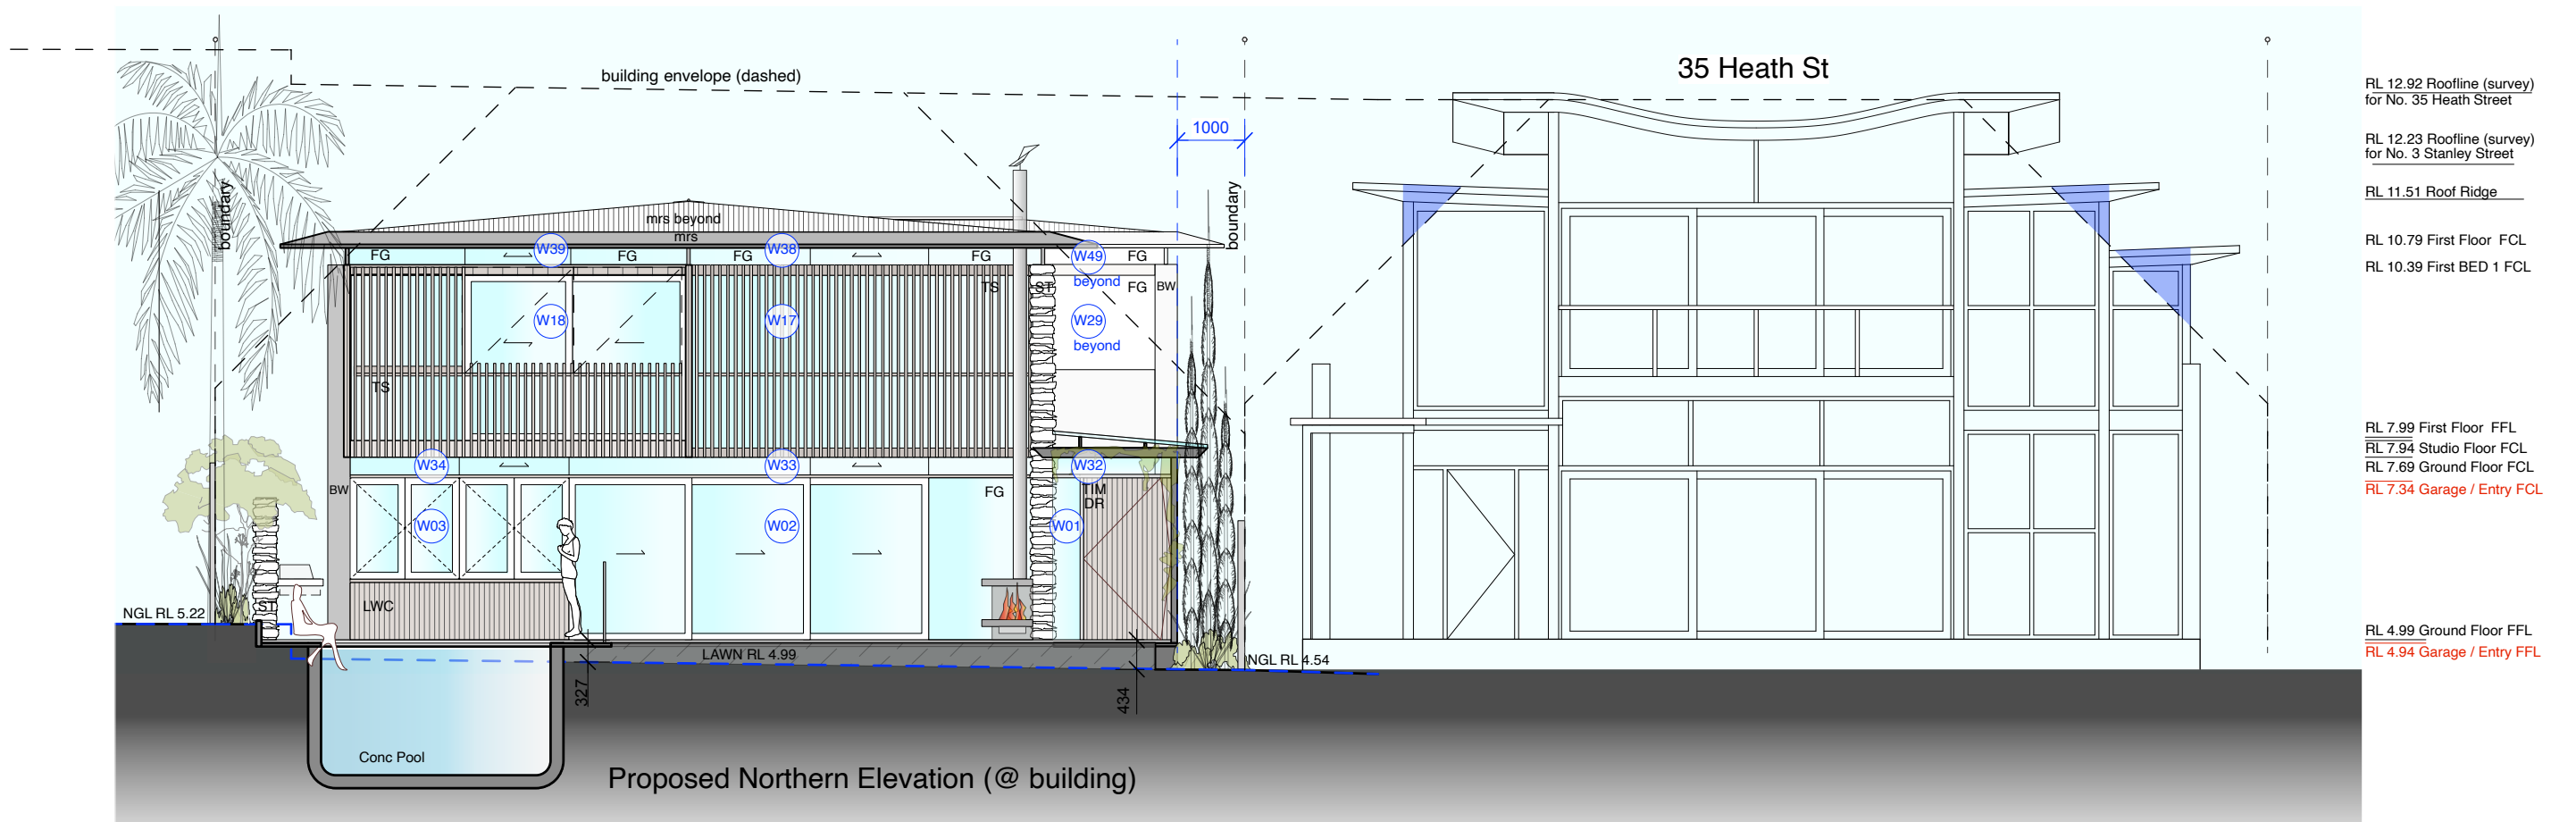 35 Heath St
building envelope (dashed)
1000
boundary
boundary
mrs beyond
mrs
FG
W39
FG
FG
W38
FG
W49
FG
beyond
TS
ST
FG
BW
W18
W17
W29
beyond
TS
W34
W33
W32
BW
FG
TIM
DR
W03
W02
W01
ST
LWC
NGL RL 5.22
LAWN RL 4.99
NGL RL 4.54
327
434
Conc Pool
Proposed Northern Elevation (@ building)
RL 12.92 Roofline (survey)
for No. 35 Heath Street
RL 12.23 Roofline (survey)
for No. 3 Stanley Street
RL 11.51 Roof Ridge
RL 10.79 First Floor FCL
RL 10.39 First BED 1 FCL
RL 7.99 First Floor FFL
RL 7.94 Studio Floor FCL
RL 7.69 Ground Floor FCL
RL 7.34 Garage / Entry FCL
RL 4.99 Ground Floor FFL
RL 4.94 Garage / Entry FFL